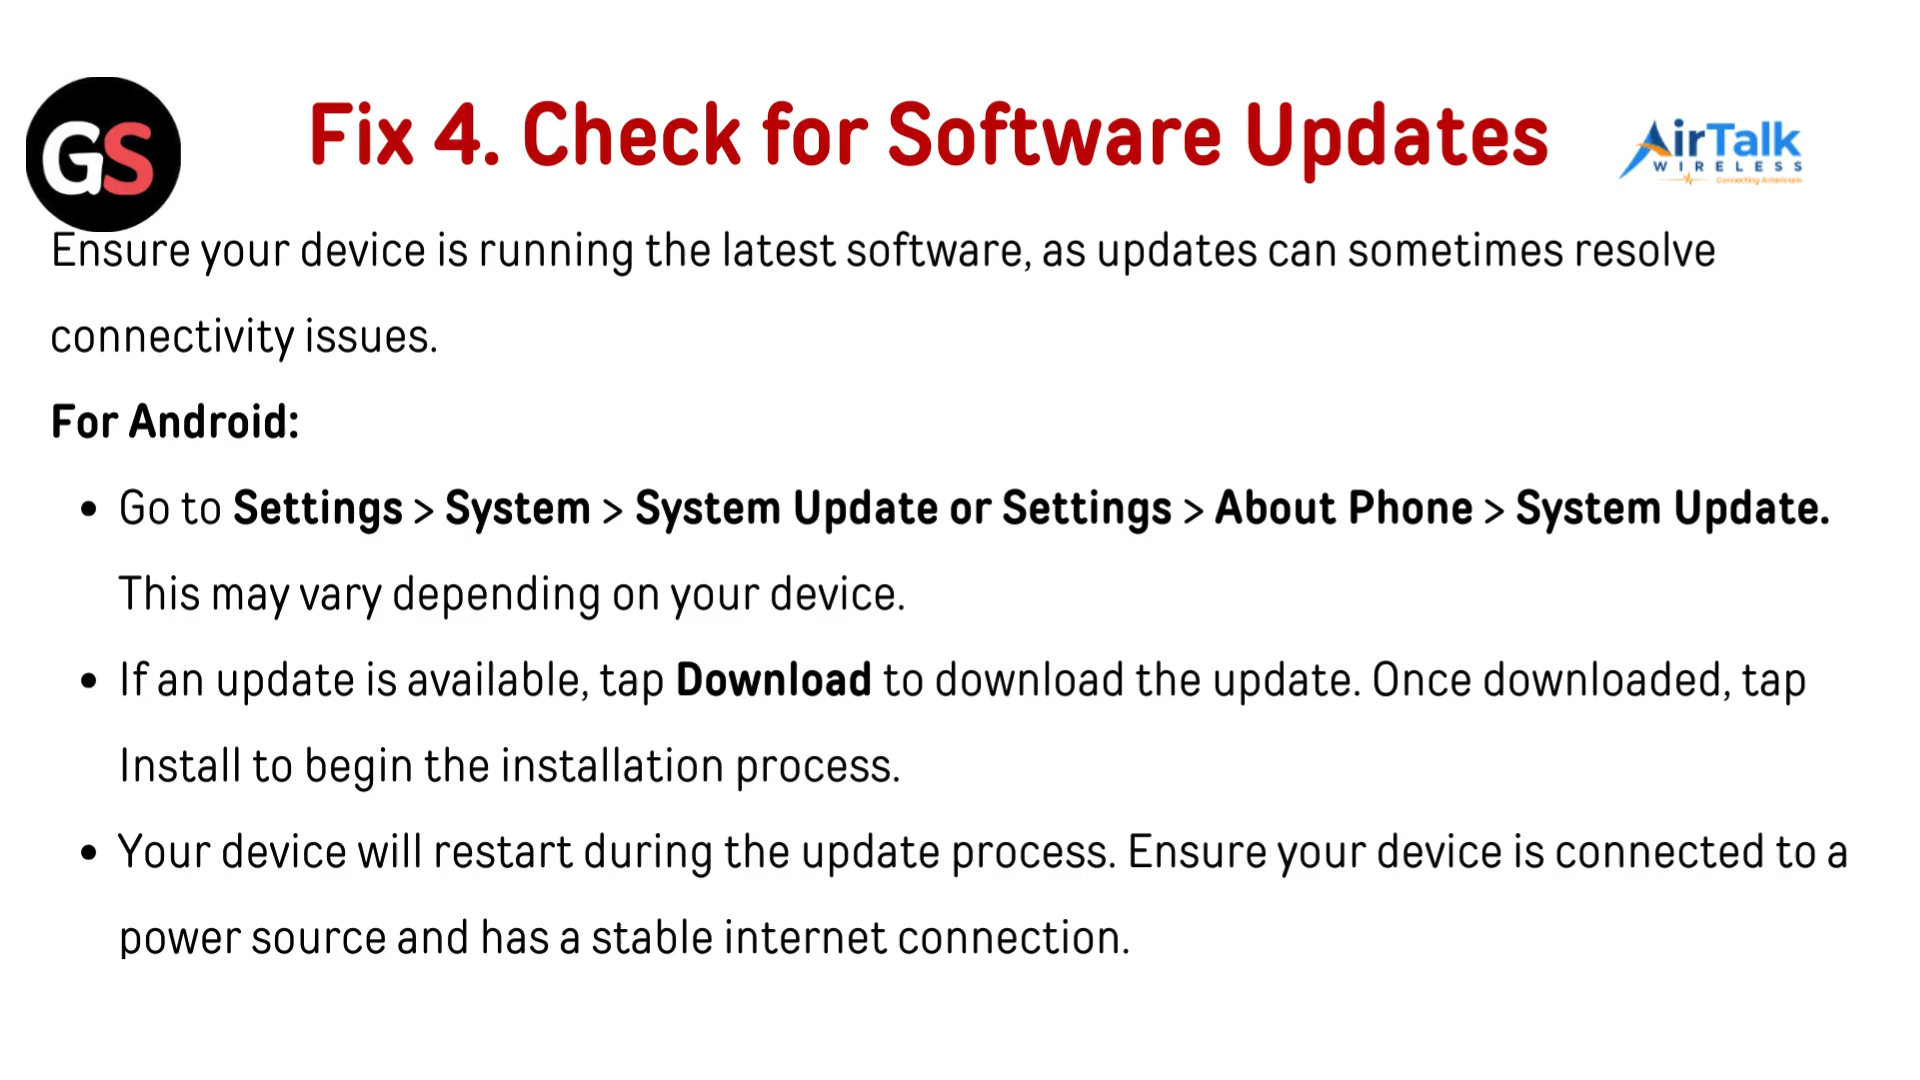 GS
Fix 4. Check for Software Updates
AirTalk
WIRELESS
Connecting Americans
Ensure your device is running the latest software, as updates can sometimes resolve
connectivity issues.
For Android:
• Go to Settings > System > System Update or Settings > About Phone > System Update.
This may vary depending on your device.
• If an update is available, tap Download to download the update. Once downloaded, tap
Install to begin the installation process.
• Your device will restart during the update process. Ensure your device is connected to a
power source and has a stable internet connection.